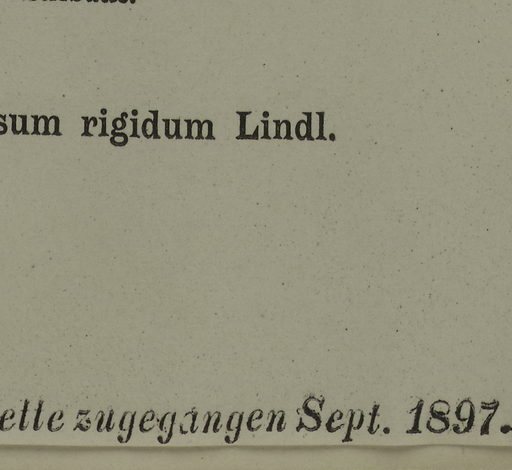 sum rigidum Lindl.
elle zugegangen Sept. 1897.